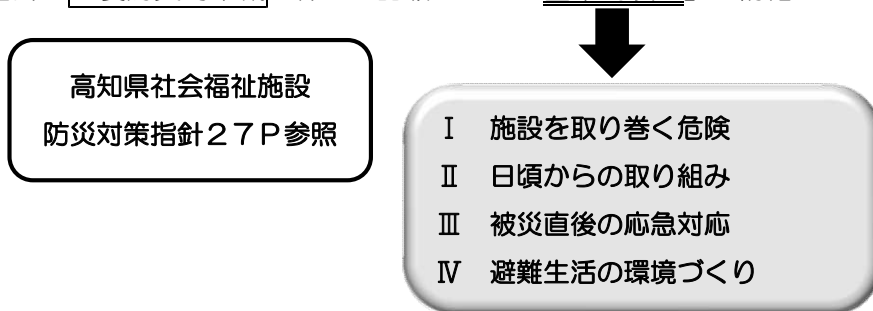 高知県社会福祉施設
防災対策指針27P参照
Ⅰ 施設を取り巻く危険
Ⅱ 日頃からの取り組み
Ⅲ 被災直後の応急対応
Ⅳ 避難生活の環境づくり